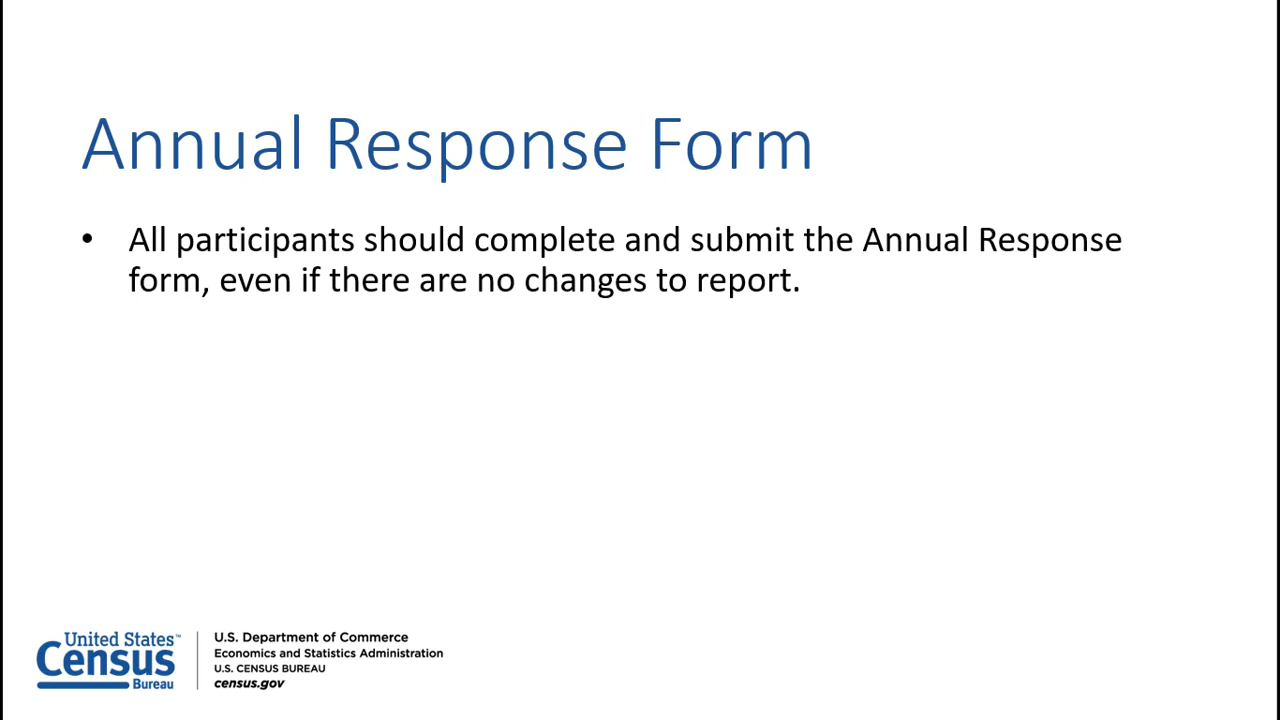 Annual Response Form
• All participants should complete and submit the Annual Response
form, even if there are no changes to report.
United States™
Census
Bureau
U.S. Department of Commerce
Economics and Statistics Administration
U.S. CENSUS BUREAU
census.gov